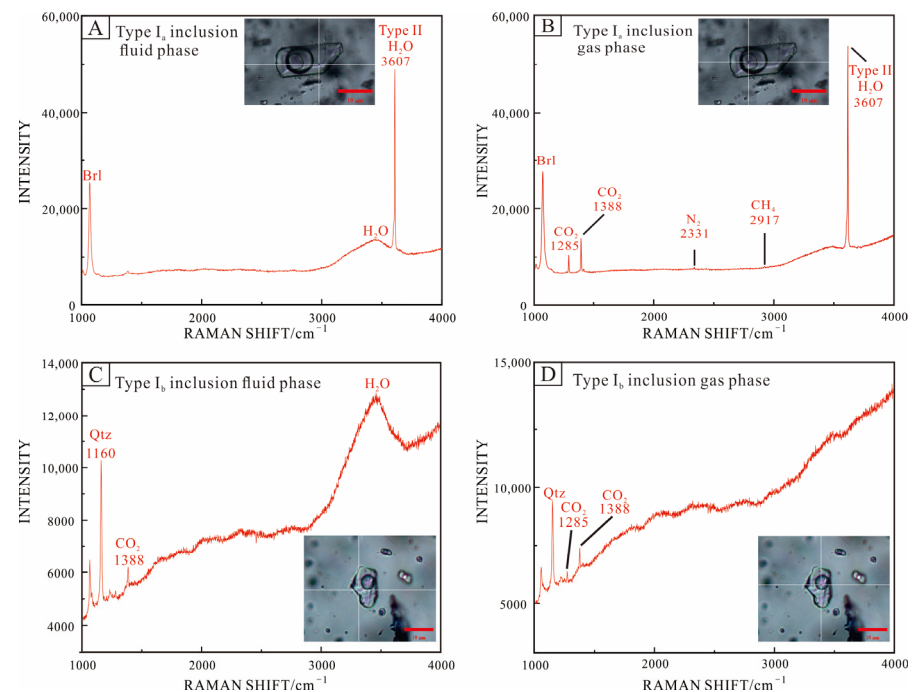 A
Type Ia inclusion
fluid phase
Type II
H2O
3607
Brl
H2O
10 μm
60,000
40,000
20,000
0
1000
2000
3000
4000
INTENSITY
RAMAN SHIFT/cm-1
B
Type Ia inclusion
gas phase
Type II
H2O
3607
Brl
CO2
1285
CO2
1388
N2
2331
CH4
2917
10 μm
60,000
40,000
20,000
0
1000
2000
3000
4000
INTENSITY
RAMAN SHIFT/cm-1
C
Type Ib inclusion fluid phase
H2O
Qtz
1160
CO2
1388
14,000
12,000
10,000
8000
6000
4000
3000
1000
2000
3000
4000
INTENSITY
RAMAN SHIFT/cm-1
D
Type Ib inclusion gas phase
Qtz
CO2
1285
CO2
1388
15,000
10,000
5000
1000
2000
3000
4000
INTENSITY
RAMAN SHIFT/cm-1